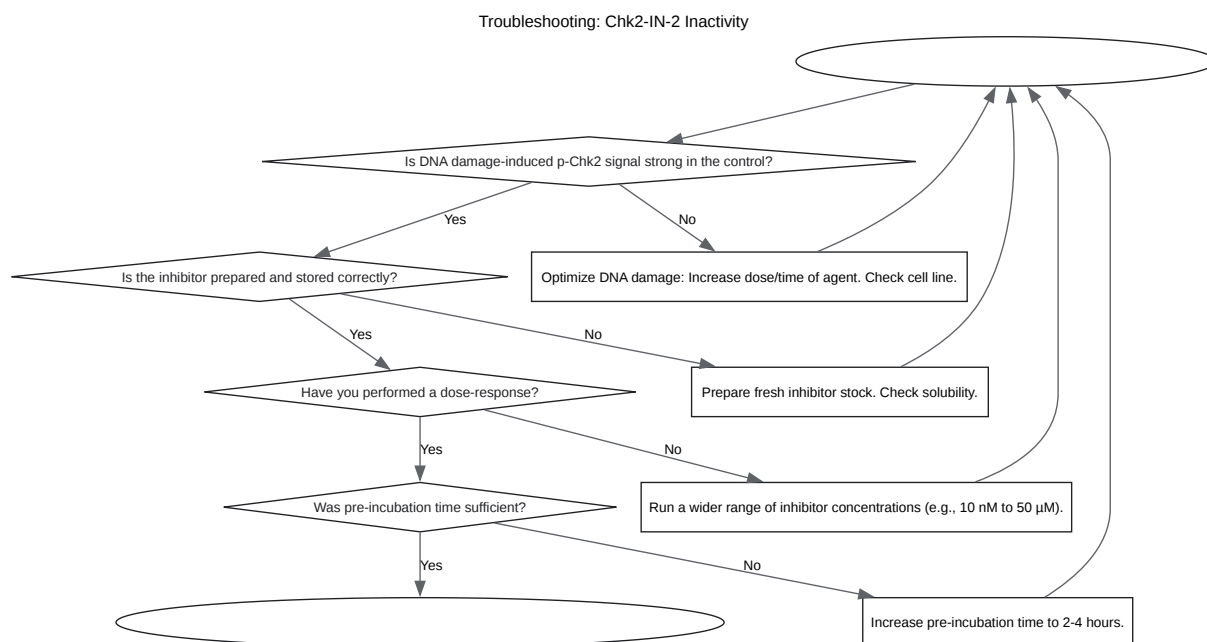 Troubleshooting: Chk2-IN-2 Inactivity
Is DNA damage-induced p-Chk2 signal strong in the control?
Yes
No
Is the inhibitor prepared and stored correctly?
Optimize DNA damage: Increase dose/time of agent. Check cell line.
Yes
No
Have you performed a dose-response?
Prepare fresh inhibitor stock. Check solubility.
Yes
No
Was pre-incubation time sufficient?
Run a wider range of inhibitor concentrations (e.g., 10 nM to 50 µM).
Yes
No
Increase pre-incubation time to 2-4 hours.